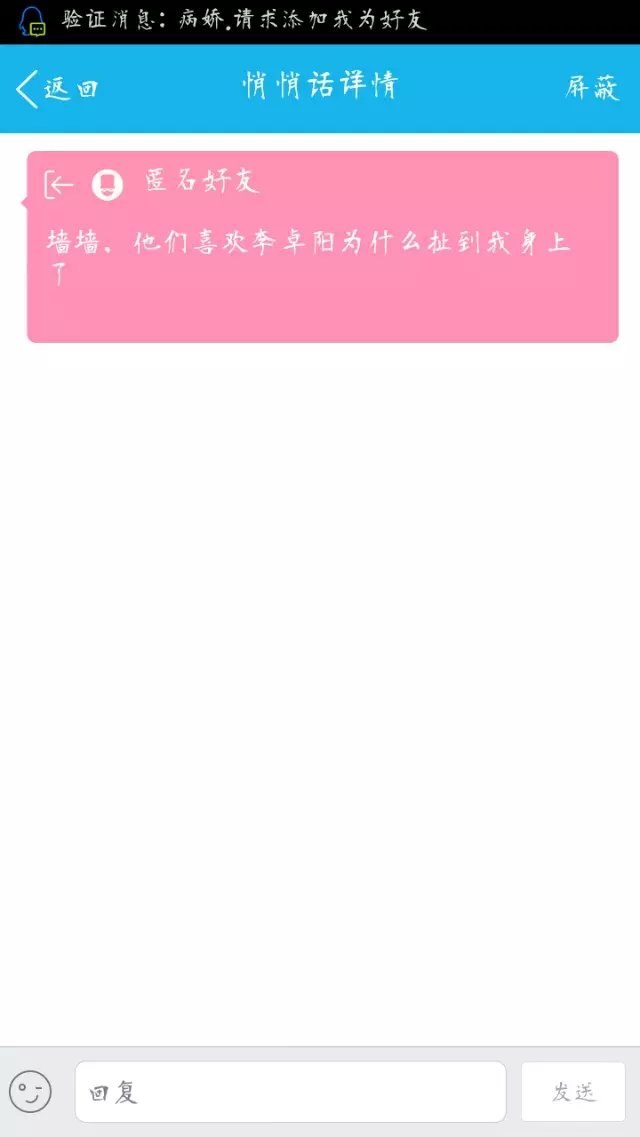 验证消息: 病娇.请求添加我为好友
返回 悄悄话详情 屏蔽
匿名好友
墙墙，他们喜欢李卓阳为什么扯到我身上
了
回复 发送